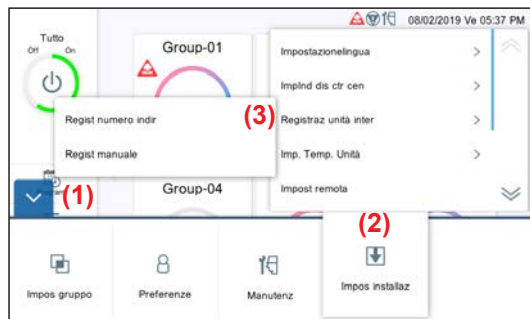 08/02/2019 Ve 05:37 PM
Tutto
Off On
Group-01
Impostazionelingua
ImpInd dis ctr cen
(3)
Registraz unità inter
Regist numero indir
Regist manuale
Imp. Temp. Unità
Impost remota
(1)
Group-04
(2)
Impos gruppo
Preferenze
Manutenz
Impos installaz